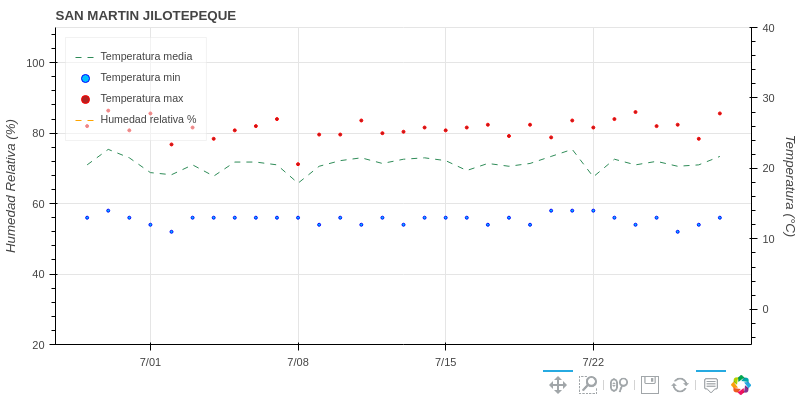 SAN MARTIN JILOTEPEQUE
Temperatura media
Temperatura min
Temperatura max
Humedad relativa %
Humedad Relativa (%)
100
80
60
40
20
Temperatura (°C)
40
30
20
10
0
7/01
7/08
7/15
7/22